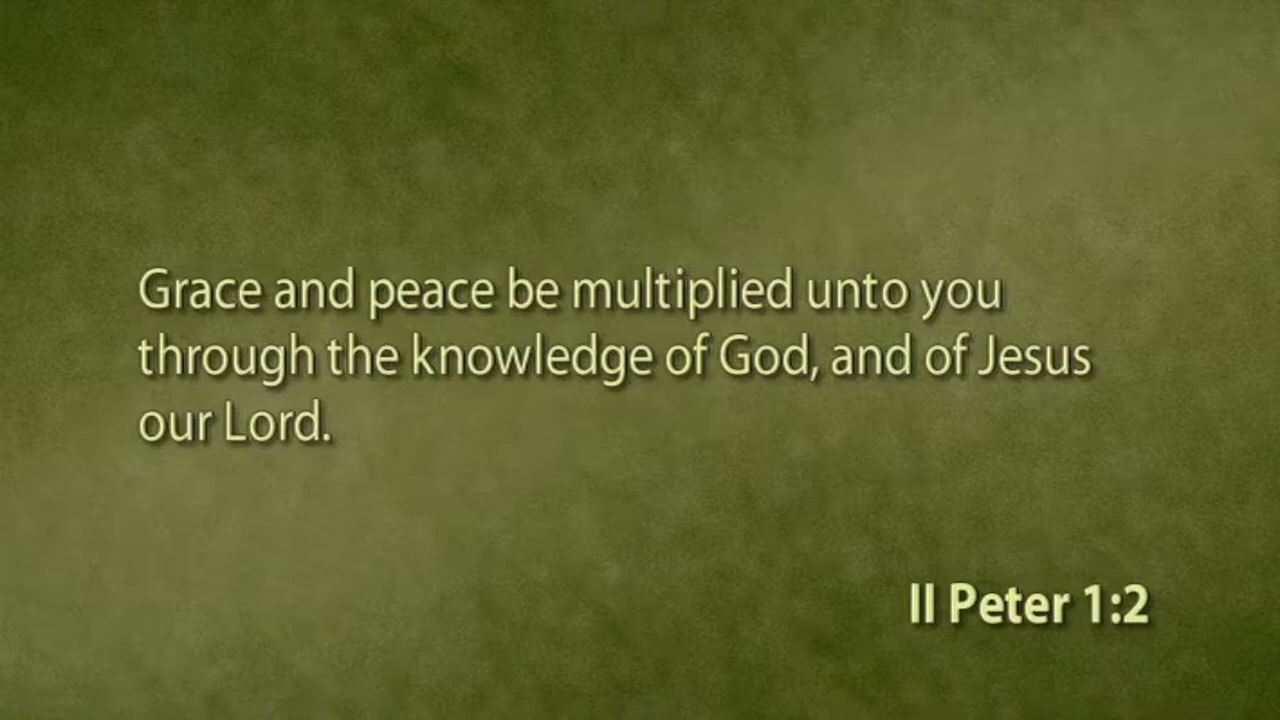 Grace and peace be multiplied unto you
through the knowledge of God, and of Jesus
our Lord.
II Peter 1:2